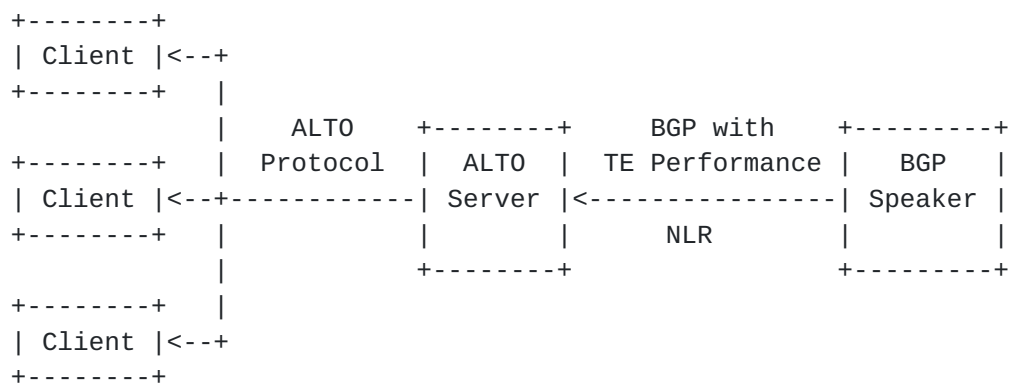 Client
ALTO BGP with
Client Protocol ALTO TE Performance BGP
Server Speaker
NLR
Client